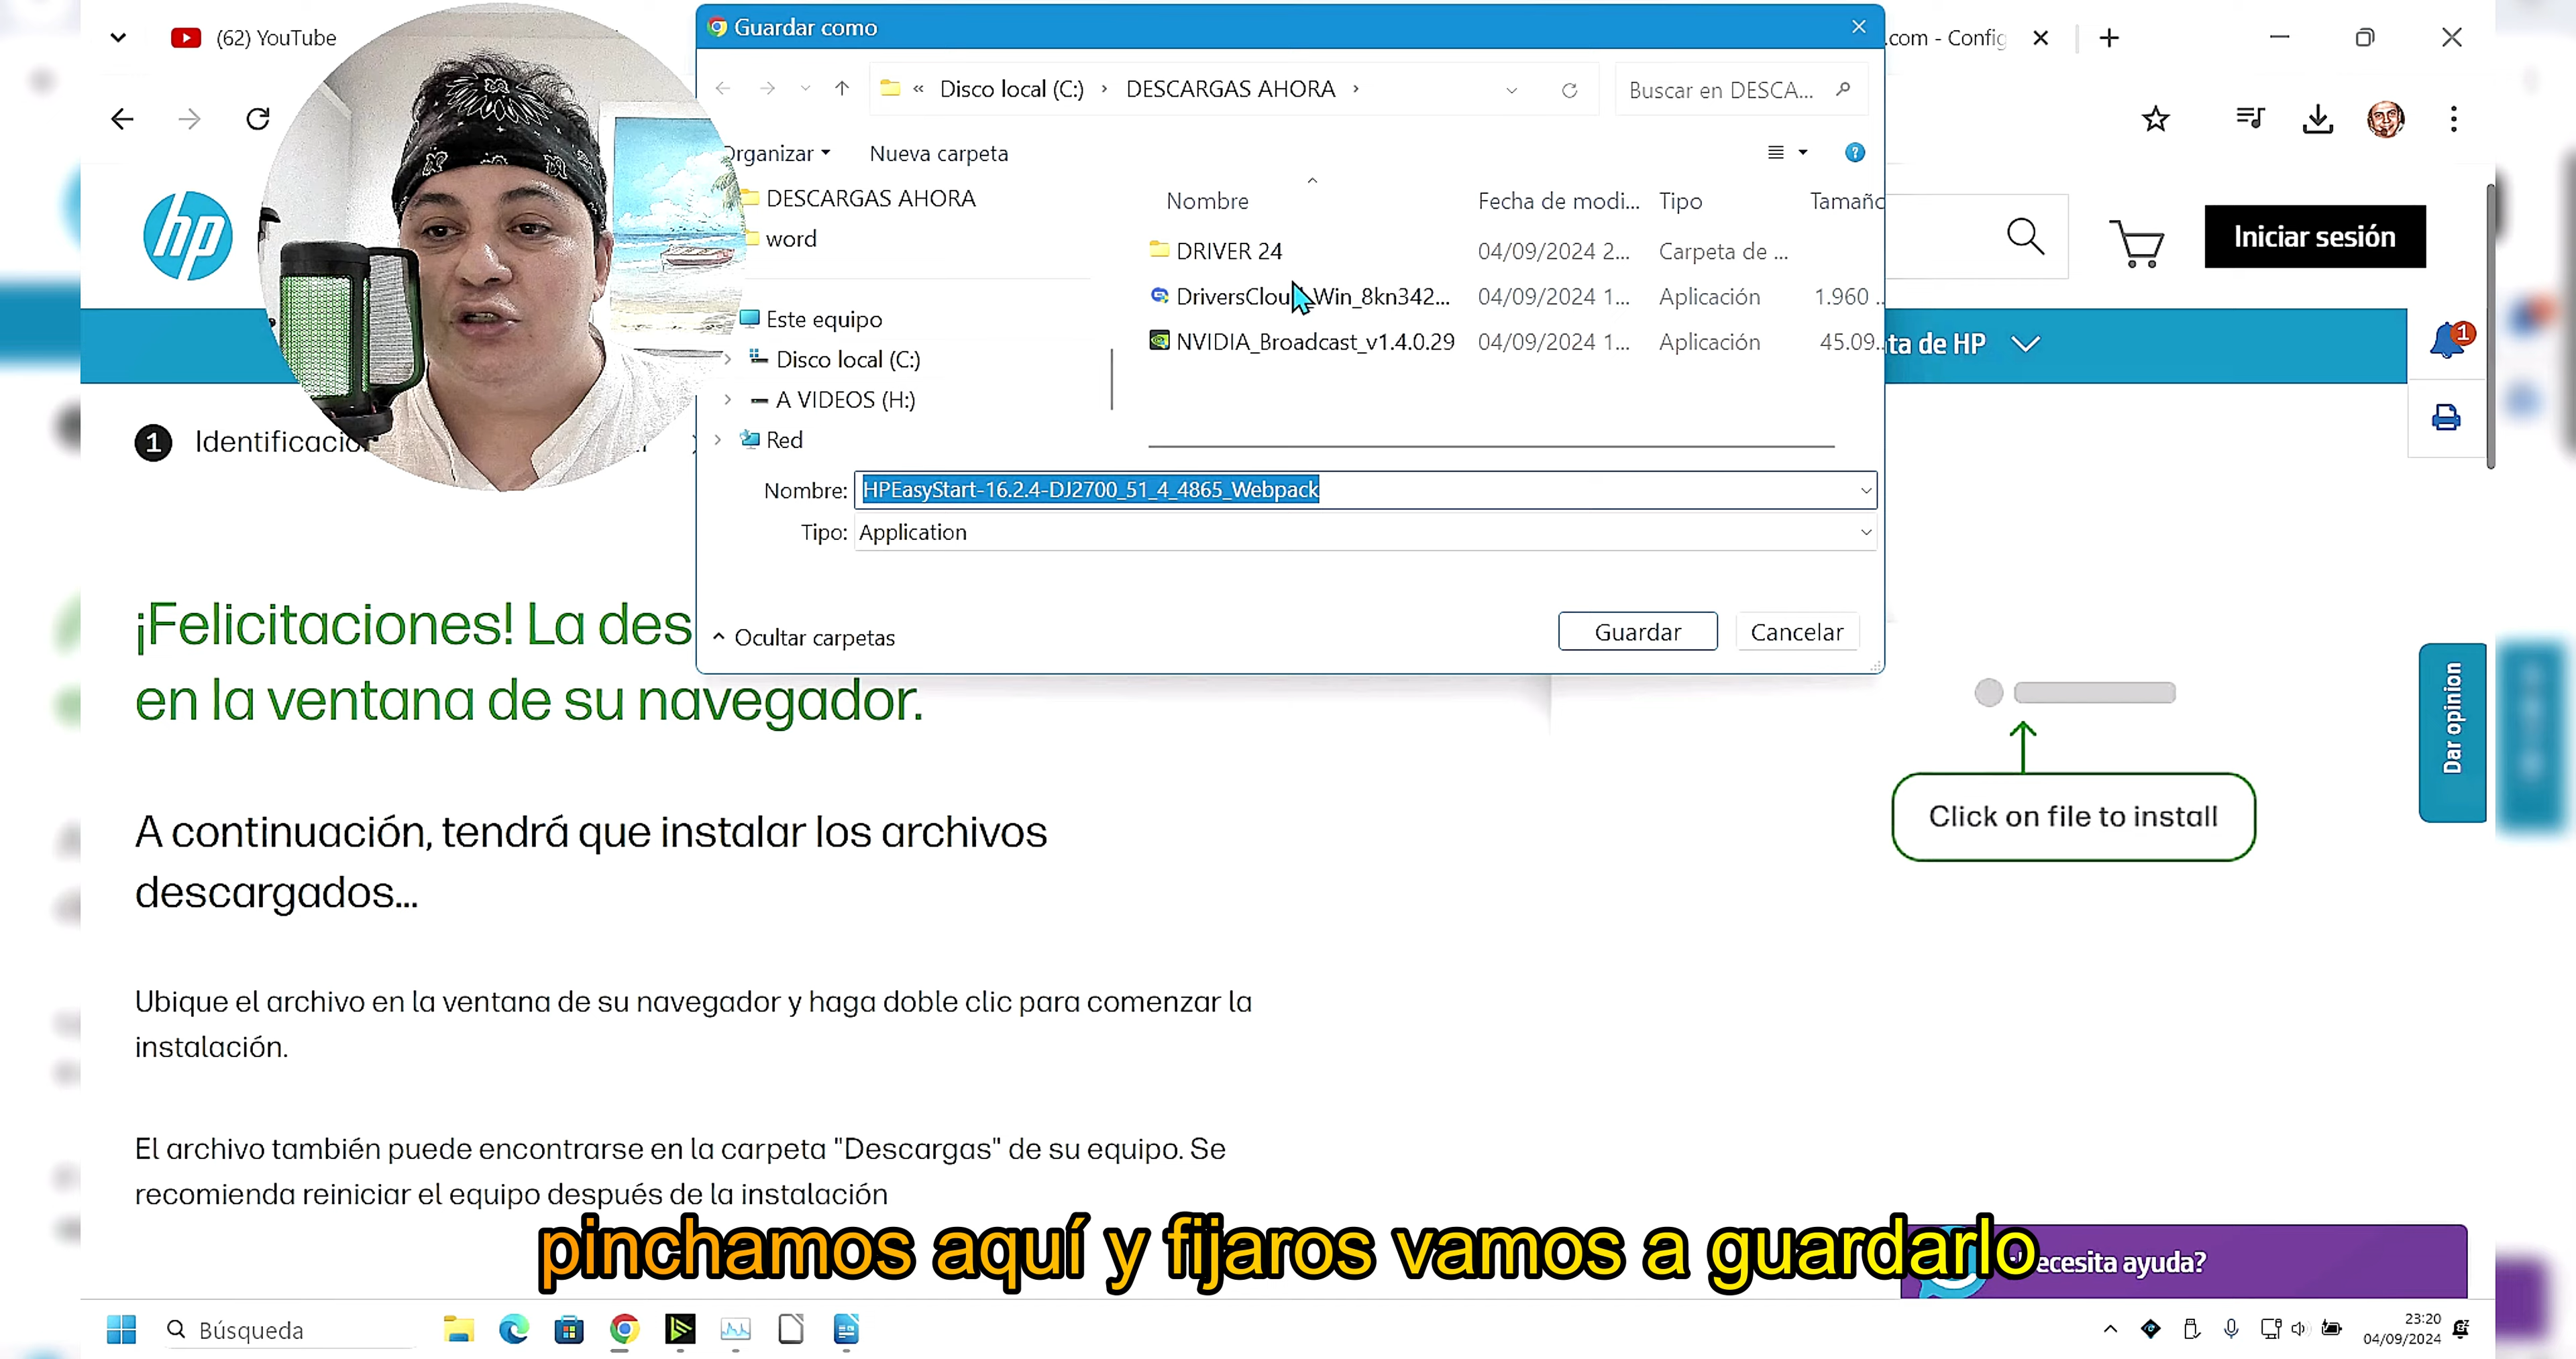 (62) YouTube
Guardar como
.com - Config
Disco local (C:)
DESCARGAS AHORA
Buscar en DESCA...
Organizar
Nueva carpeta
DESCARGAS AHORA
word
Este equipo
Disco local (C:)
A VIDEOS (H:)
Red
Nombre
Fecha de modi...
Tipo
Tamaño
DRIVER 24
04/09/2024 2...
Carpeta de ...
DriversCloud_Win_8kn342...
04/09/2024 1...
Aplicación
1.960 ...
NVIDIA_Broadcast_v1.4.0.29
04/09/2024 1...
Aplicación
45.09...
Nombre:
HPEasyStart-16.2.4-DJ2700_51_4_4865_Webpack
Tipo:
Application
Ocultar carpetas
Guardar
Cancelar
hp
Iniciar sesión
ta de HP
1
1 Identificación
¡Felicitaciones! La des
en la ventana de su navegador.
A continuación, tendrá que instalar los archivos
descargados...
Ubique el archivo en la ventana de su navegador y haga doble clic para comenzar la
instalación.
El archivo también puede encontrarse en la carpeta "Descargas" de su equipo. Se
recomienda reiniciar el equipo después de la instalación
Click on file to install
Dar opinion
pinchamos aquí y fijaros vamos a guardarlo
ecesita ayuda?
Búsqueda
23:20
04/09/2024